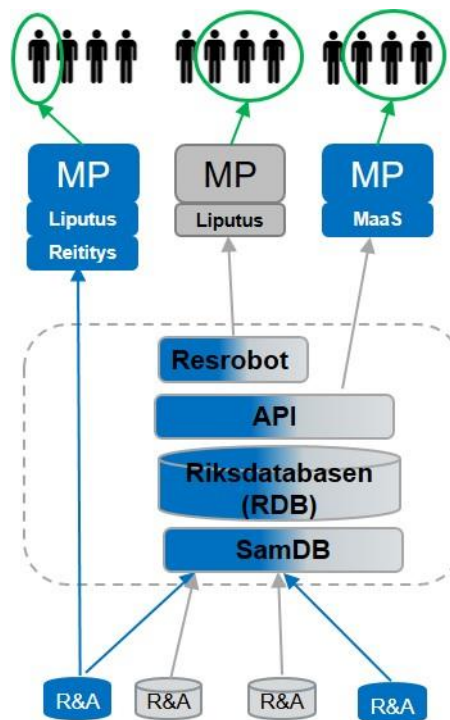 MP
Liputus
Reititys
MP
Liputus
MP
MaaS
Resrobot
API
Riksdatabasen
(RDB)
SamDB
R&A
R&A
R&A
R&A